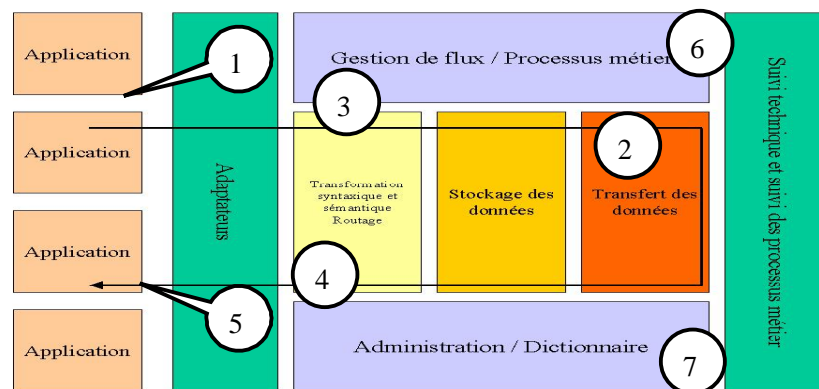 Application
1
Gestion de flux / Processus métier
6
Application
3
2
Adaptateurs
Transformation
syntaxique et
sémantique
Routage
Stockage des
données
Transfert des
données
Suivi technique et suivi des processus
métier
Application
4
5
Application
Administration / Dictionnaire
7